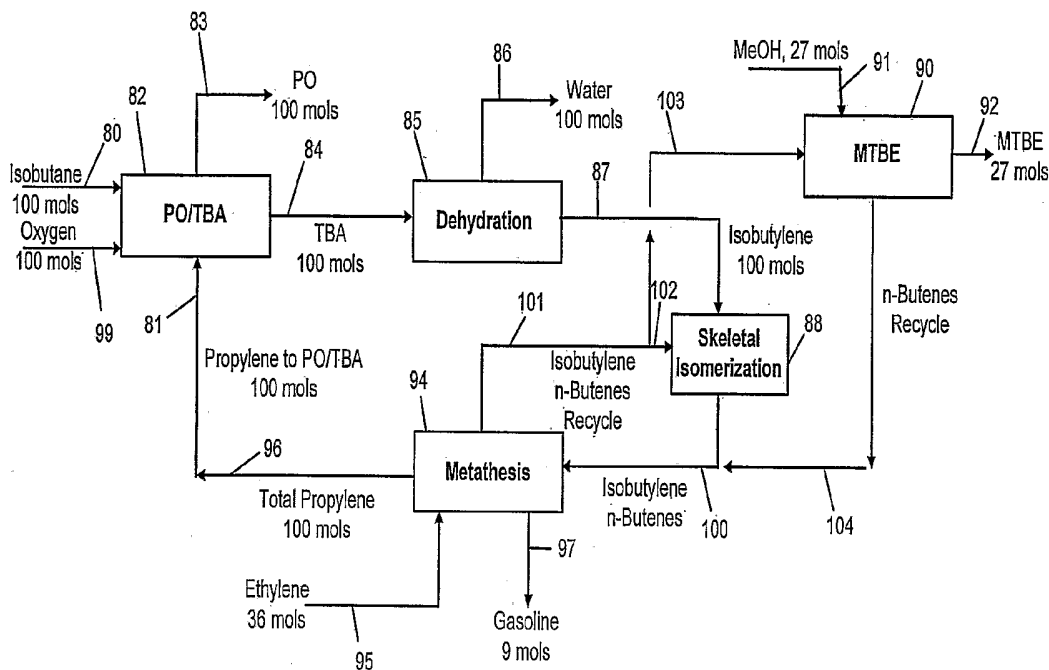 83
PO
100 mols
82
80
Isobutane
100 mols
Oxygen
100 mols
99
PO/TBA
84
TBA
100 mols
81
Propylene to PO/TBA
100 mols
86
Water
100 mols
85
Dehydration
87
Isobutylene
100 mols
MeOH, 27 mols
91
90
103
MTBE
92
MTBE
27 mols
n-Butenes
Recycle
101
102
Isobutylene
n-Butenes
Recycle
Skeletal
Isomerization
88
94
Metathesis
96
Total Propylene
100 mols
Isobutylene
n-Butenes
100
104
97
Ethylene
36 mols
95
Gasoline
9 mols